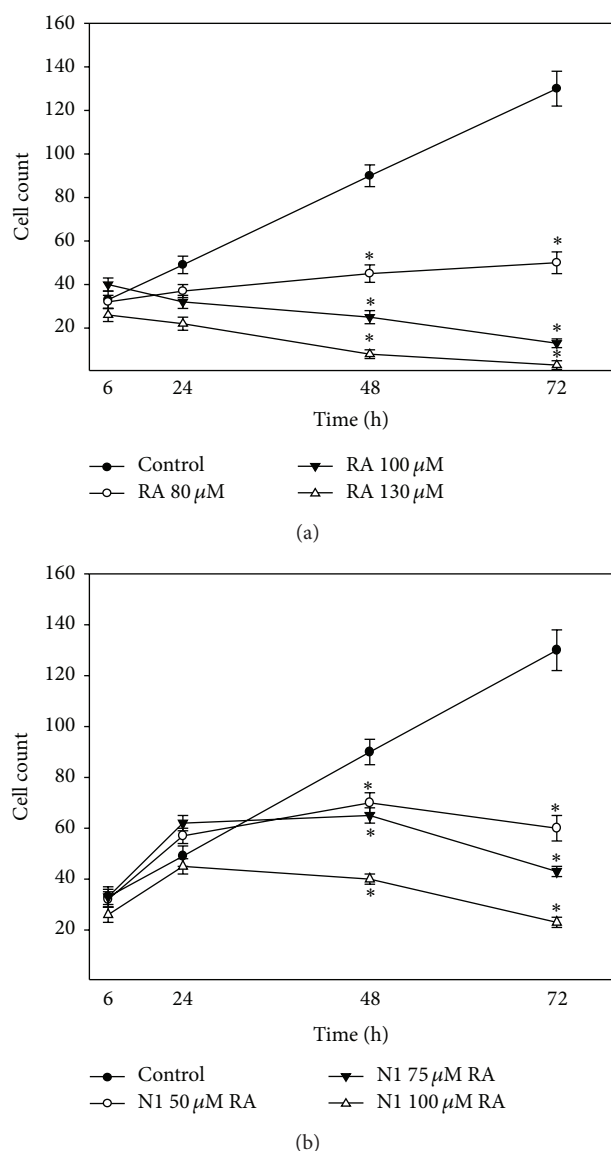 160
140
120
100
80
60
40
20
Cell count
*
*
*
*
*
*
6 24 48 72
Time (h)
Control RA 100 μM
RA 80 μM RA 130 μM
(a)
160
140
120
100
80
60
40
20
Cell count
*
*
*
*
*
*
6 24 48 72
Time (h)
Control N1 75 μM RA
N1 50 μM RA N1 100 μM RA
(b)